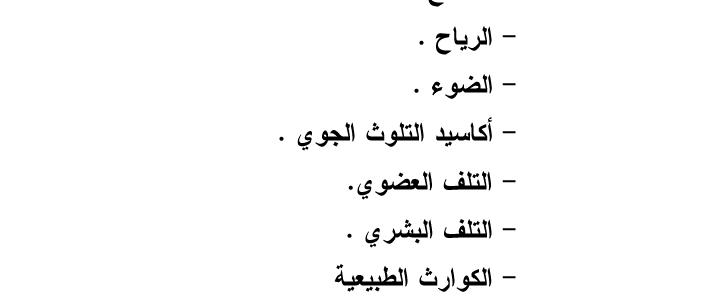 - الرياح .
- الضوء .
- أكاسيد التلوث الجوي .
- التلف العضوي.
- التلف البشري .
- الكوارث الطبيعية